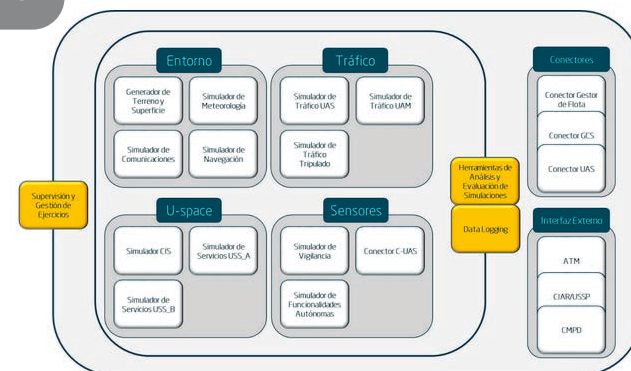 Entorno
Generador de
Terreno y
Superficie
Simulador de
Meteorología
Simulador de
Comunicaciones
Simulador de
Navegación
Tráfico
Simulador de
Tráfico UAS
Simulador de
Tráfico UAM
Simulador de
Tráfico
Tripulado
Conectores
Conector Gestor
de Flota
Conector GCS
Conector UAS
Supervisión y
Gestión de
Ejercicios
Herramientas de
Análisis y
Evaluación de
Simulaciones
Data Logging
U-space
Simulador CIS
Simulador de
Servicios USS_A
Simulador de
Servicios USS_B
Sensores
Simulador de
Vigilancia
Conector C-UAS
Simulador de
Funcionalidades
Autónomas
Interfaz Externo
ATM
CIAR/USSP
CMPD